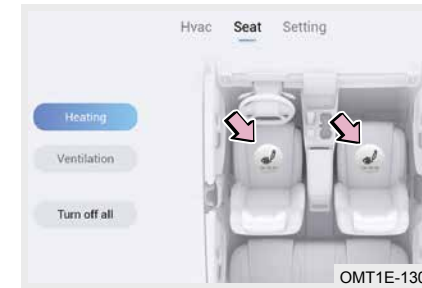 Hvac Seat Setting
Heating
Ventilation
Turn off all
OMT1E-130